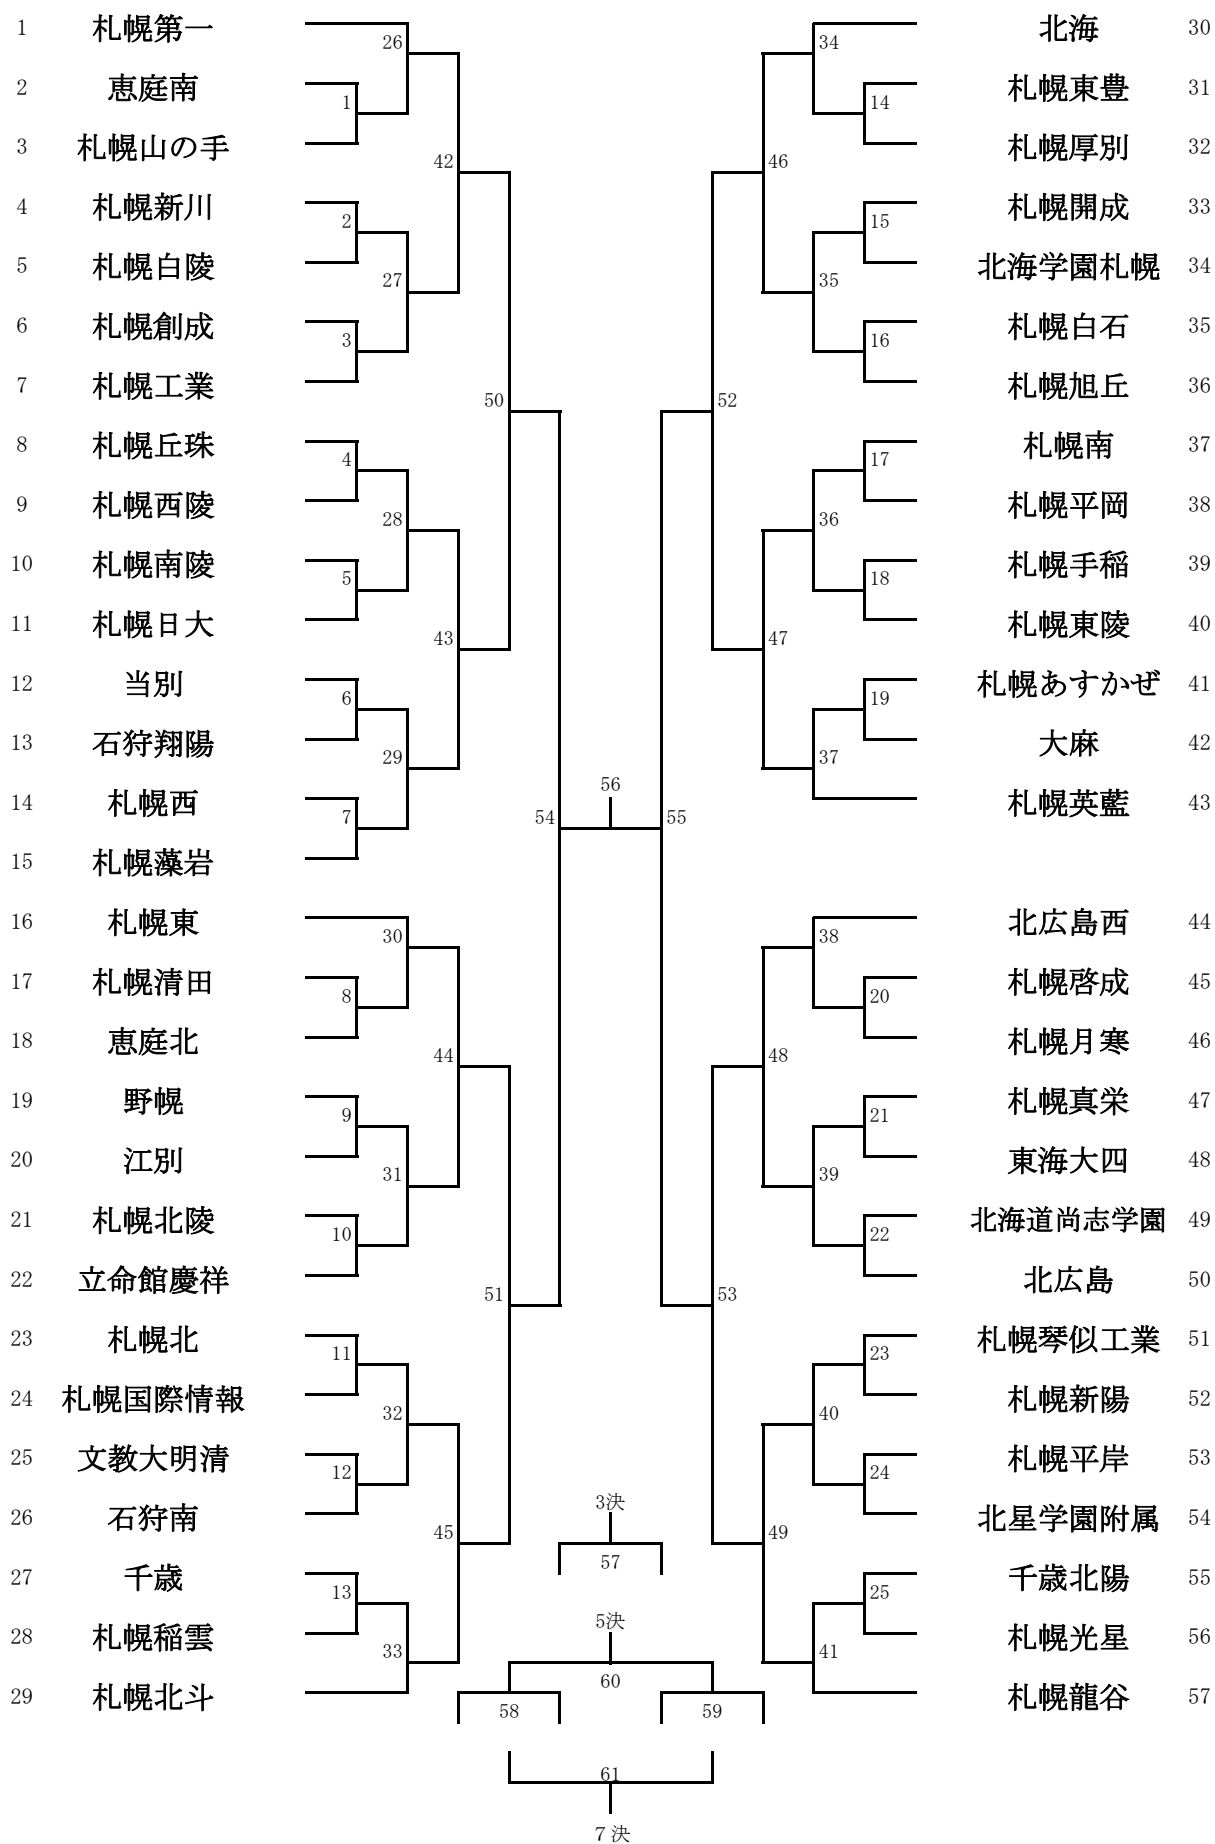 1 札幌第一 26 34 北海 30
2 恵庭南 1 14 札幌東豊 31
3 札幌山の手 42 46 札幌厚別 32
4 札幌新川 2 15 札幌開成 33
5 札幌白陵 27 35 北海学園札幌 34
6 札幌創成 3 16 札幌白石 35
7 札幌工業 50 52 札幌旭丘 36
8 札幌丘珠 4 17 札幌南 37
9 札幌西陵 28 36 札幌平岡 38
10 札幌南陵 5 18 札幌手稲 39
11 札幌日大 43 47 札幌東陵 40
12 当別 6 19 札幌あすかぜ 41
13 石狩翔陽 29 37 大麻 42
14 札幌西 7 54 56 55 札幌英藍 43
15 札幌藻岩
16 札幌東 30 38 北広島西 44
17 札幌清田 8 20 札幌啓成 45
18 恵庭北 44 48 札幌月寒 46
19 野幌 9 21 札幌真栄 47
20 江別 31 39 東海大四 48
21 札幌北陵 10 22 北海道尚志学園 49
22 立命館慶祥 51 53 北広島 50
23 札幌北 11 23 札幌琴似工業 51
24 札幌国際情報 32 40 札幌新陽 52
25 文教大明清 12 24 札幌平岸 53
26 石狩南 45 3決 49 北星学園附属 54
57
27 千歳 13 25 千歳北陽 55
28 札幌稲雲 33 5決 41 札幌光星 56
60
29 札幌北斗 58 59 札幌龍谷 57
61
7決